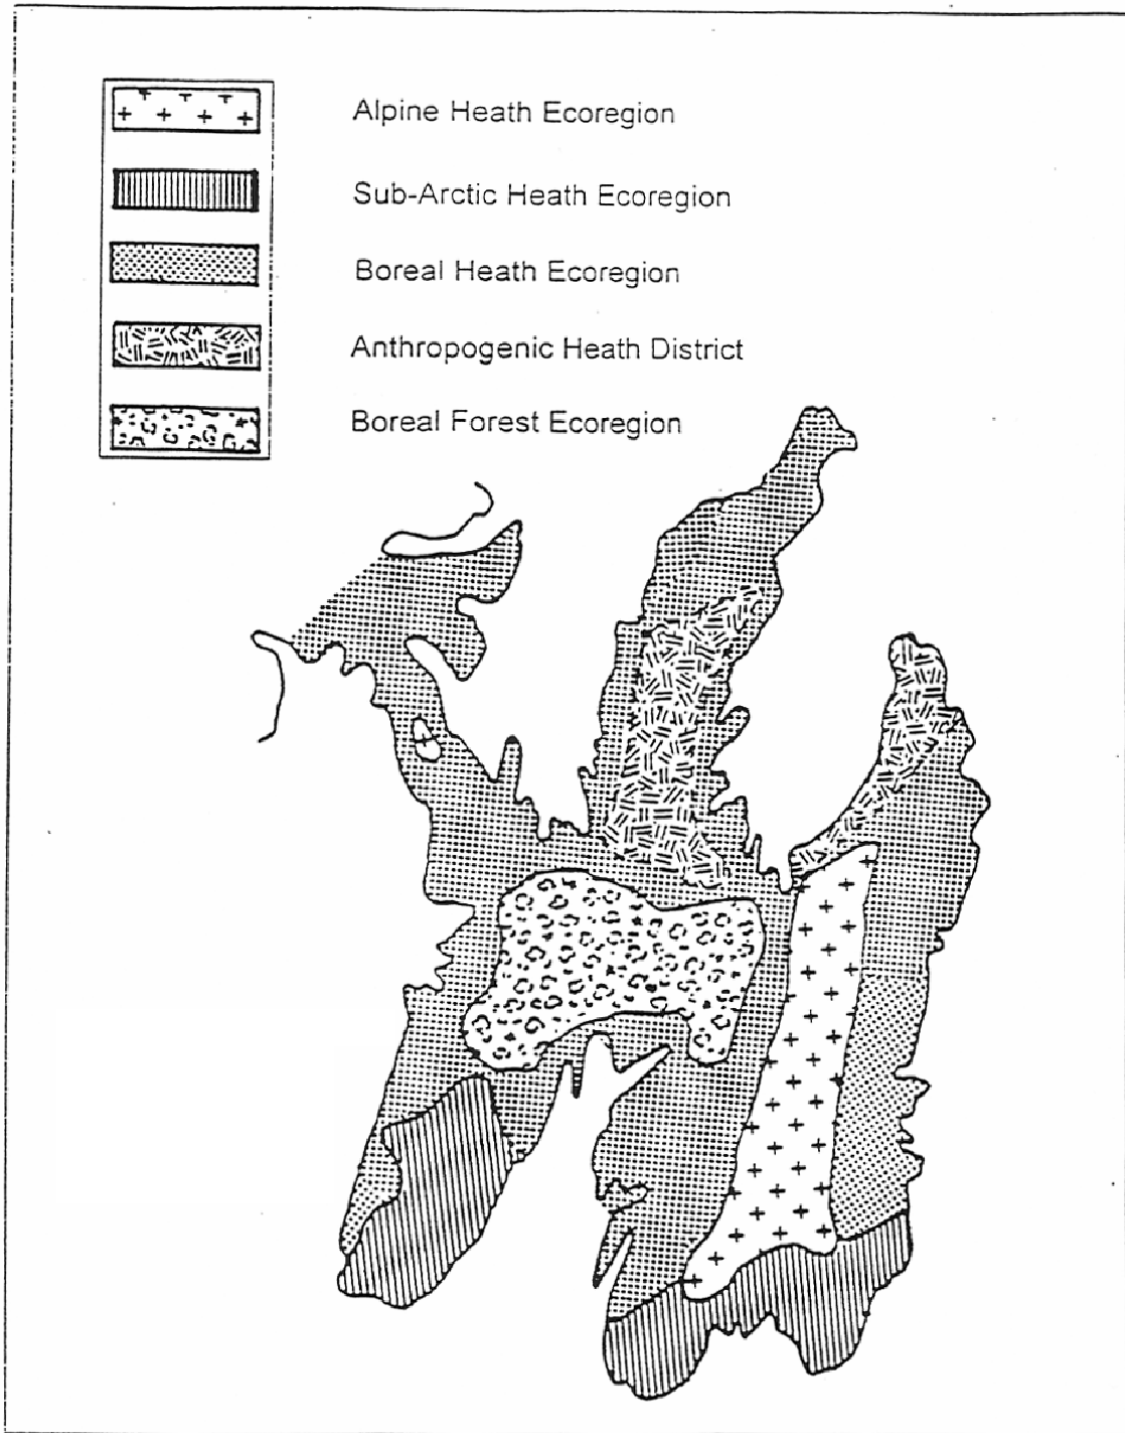 Alpine Heath Ecoregion
Sub-Arctic Heath Ecoregion
Boreal Heath Ecoregion
Anthropogenic Heath District
Boreal Forest Ecoregion